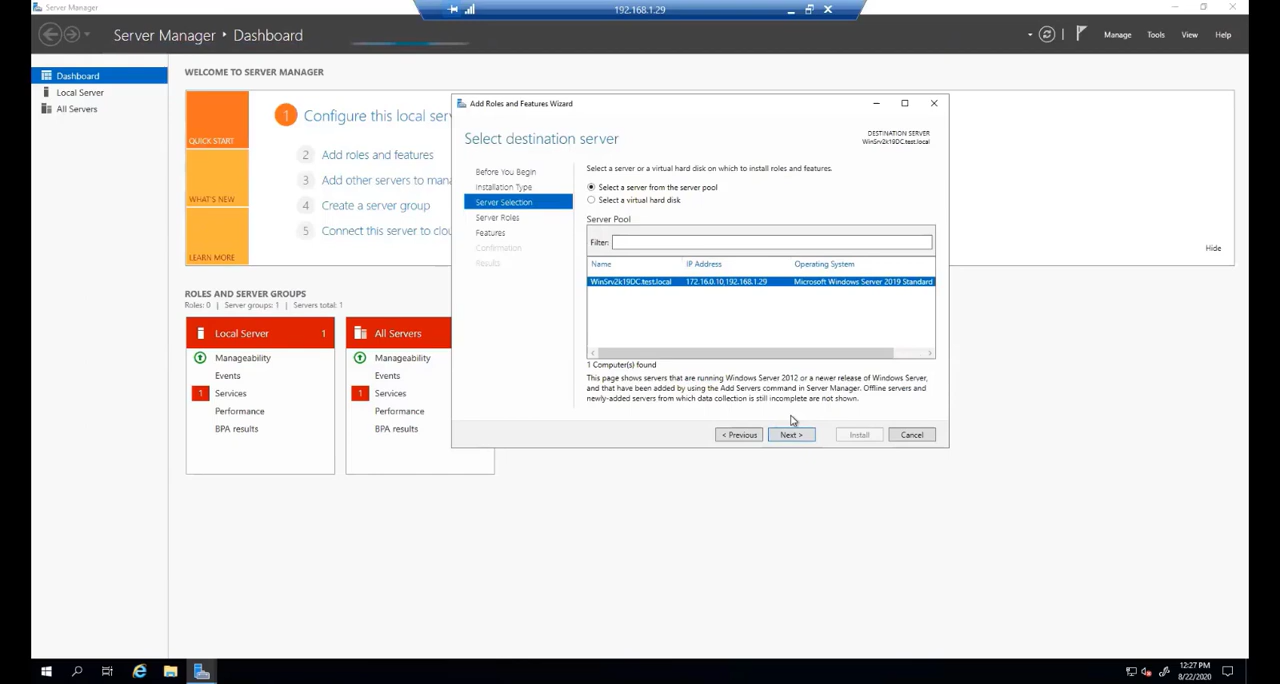 Server Manager
192.168.1.29
Server Manager • Dashboard
Manage Tools View Help
Dashboard
Local Server
All Servers
WELCOME TO SERVER MANAGER
QUICK START
WHAT'S NEW
LEARN MORE
1 Configure this local serv
2 Add roles and features
3 Add other servers to mana
4 Create a server group
5 Connect this server to clou
Hide
ROLES AND SERVER GROUPS
Roles: 0 | Server groups: 1 | Servers total: 1
Local Server 1
Manageability
Events
1 Services
Performance
BPA results
All Servers
Manageability
Events
1 Services
Performance
BPA results
Add Roles and Features Wizard
Select destination server
DESTINATION SERVER
WinSrv2k19DC.test.local
Before You Begin
Installation Type
Server Selection
Server Roles
Features
Confirmation
Results
Select a server or a virtual hard disk on which to install roles and features.
Select a server from the server pool
Select a virtual hard disk
Server Pool
Filter:
Name IP Address Operating System
WinSrv2k19DC.test.local 172.16.0.10,192.168.1.29 Microsoft Windows Server 2019 Standard
1 Computer(s) found
This page shows servers that are running Windows Server 2012 or a newer release of Windows Server,
and that have been added by using the Add Servers command in Server Manager. Offline servers and
newly-added servers from which data collection is still incomplete are not shown.
< Previous Next > Install Cancel
12:27 PM
8/22/2020